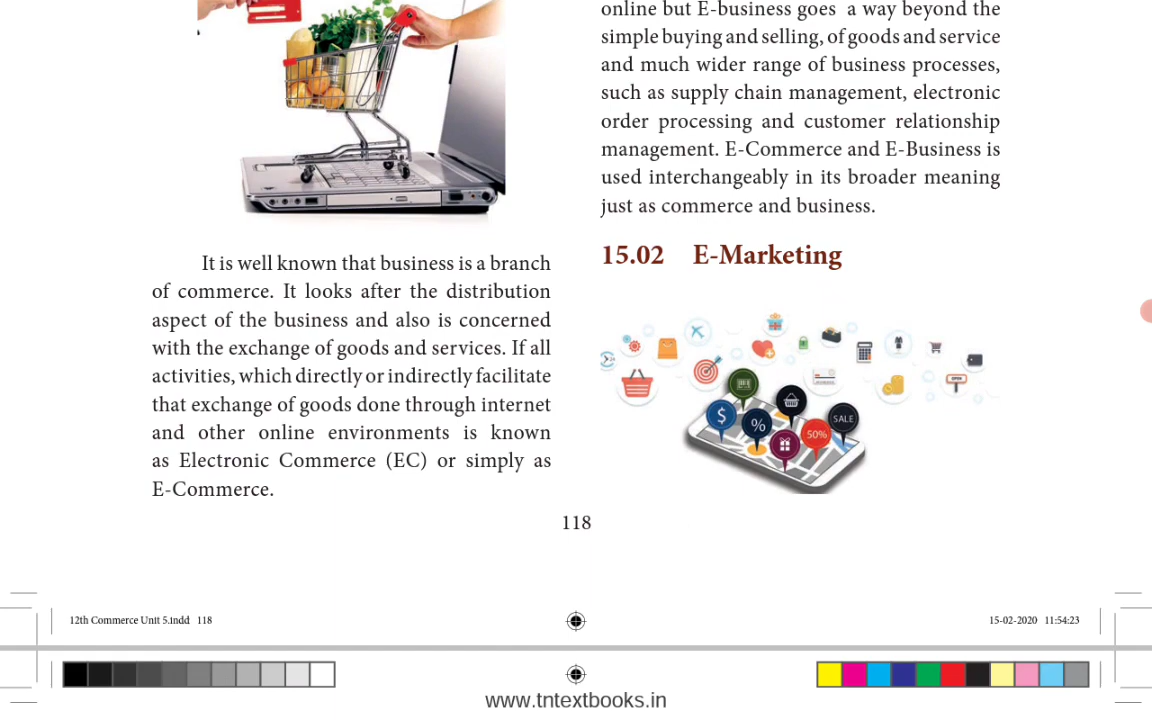 It is well known that business is a branch
of commerce. It looks after the distribution
aspect of the business and also is concerned
with the exchange of goods and services. If all
activities, which directly or indirectly facilitate
that exchange of goods done through internet
and other online environments is known
as Electronic Commerce (EC) or simply as
E-Commerce.
online but E-business goes a way beyond the
simple buying and selling, of goods and service
and much wider range of business processes,
such as supply chain management, electronic
order processing and customer relationship
management. E-Commerce and E-Business is
used interchangeably in its broader meaning
just as commerce and business.
15.02 E-Marketing
OPEN
$
%
50%
SALE
118
12th Commerce Unit 5.indd 118
15-02-2020 11:54:23
www.tntextbooks.in